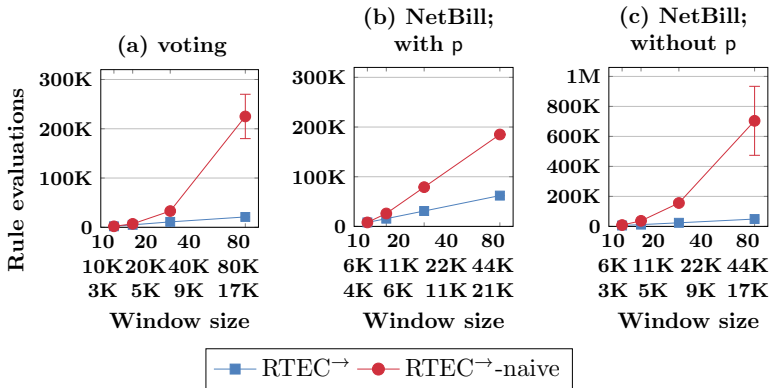 (a) voting
(b) NetBill;
with p
(c) NetBill;
without p
Rule evaluations
300K
200K
100K
0
10 20 40 80
10K 20K 40K 80K
3K 5K 9K 17K
Window size
300K
200K
100K
0
10 20 40 80
6K 11K 22K 44K
4K 6K 11K 21K
Window size
1M
800K
600K
400K
200K
0
10 20 40 80
6K 11K 22K 44K
3K 5K 9K 17K
Window size
RTEC→ RTEC→-naive